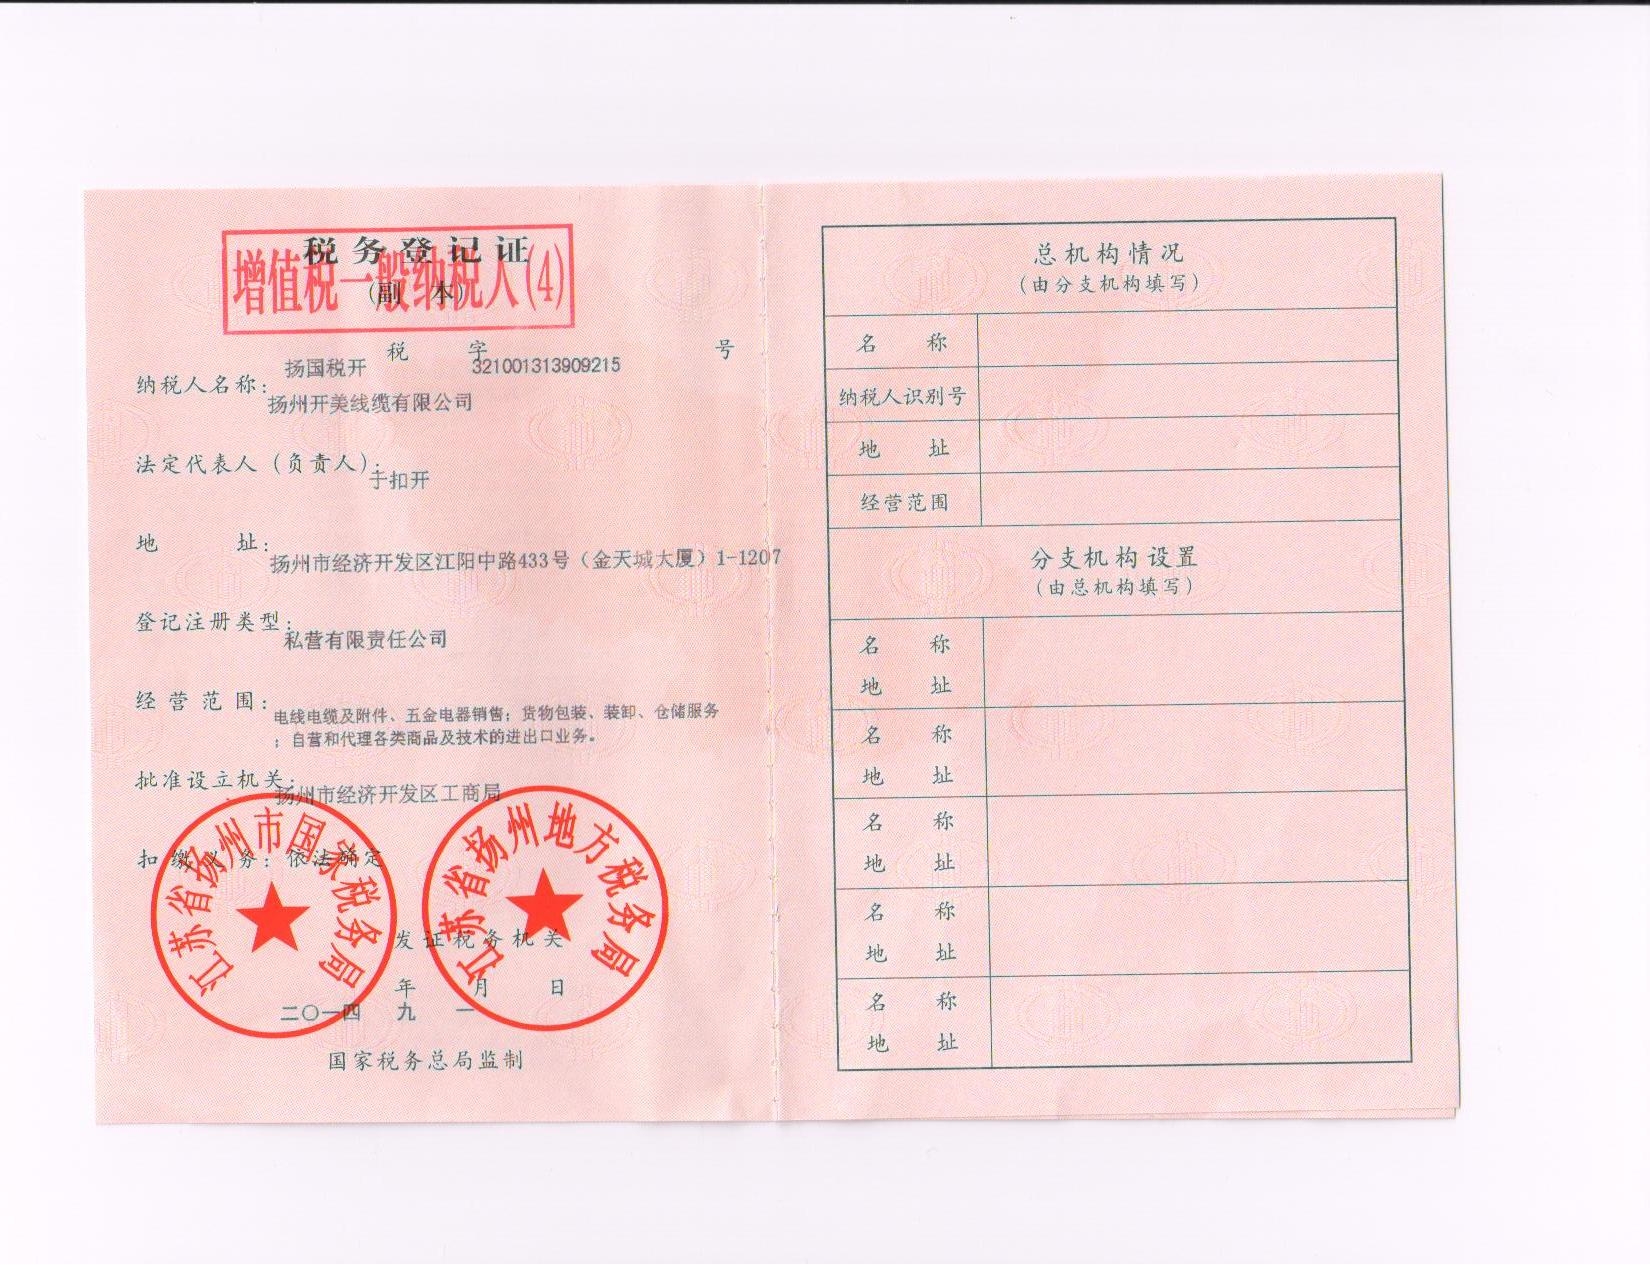 税务登记证
(副 本)
增值税一般纳税人(4)
税 字 号
扬国税开 321001313909215
纳税人名称:
扬州开美线缆有限公司
法定代表人(负责人):
于扣开
地 址:
扬州市经济开发区江阳中路433号(金天城大厦)1-1207
登记注册类型:
私营有限责任公司
经营范围:
电线电缆及附件、五金电器销售;货物包装、装卸、仓储服务
;自营和代理各类商品及技术的进出口业务。
批准设立机关:
扬州市经济开发区工商局
扣缴义务:依法确定
江苏省扬州市国家税务局
江苏省扬州地方税务局
发证税务机关
年 月 日
二〇一四 九 一
国家税务总局监制
总机构情况
(由分支机构填写)
名 称
纳税人识别号
地 址
经营范围
分支机构设置
(由总机构填写)
名 称
地 址
名 称
地 址
名 称
地 址
名 称
地 址
名 称
地 址